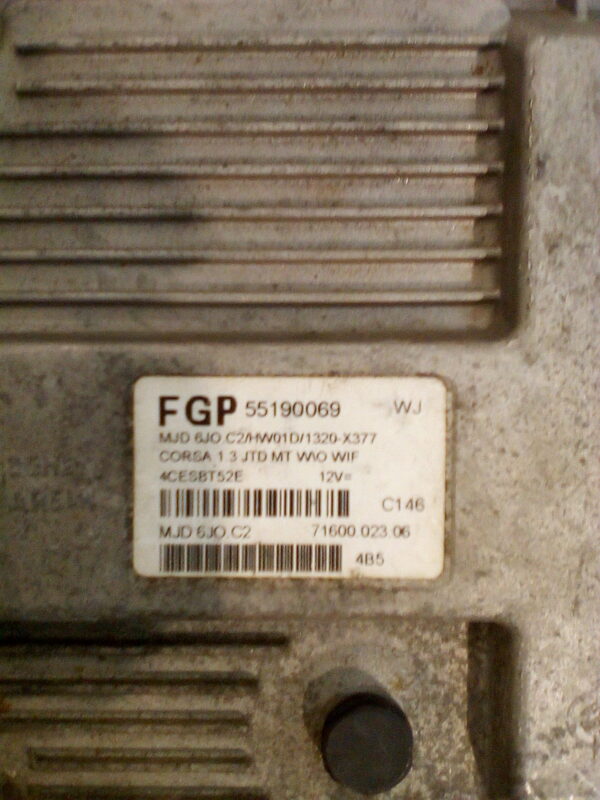 FGP 55190069 WJ
MJD 6JO.C2/HW01D/1320-X377
CORSA 1.3 JTD MT W\O WIF
4CESBT52E 12V=
C146
MJD 6JO.C2 71600.023.06
4B5